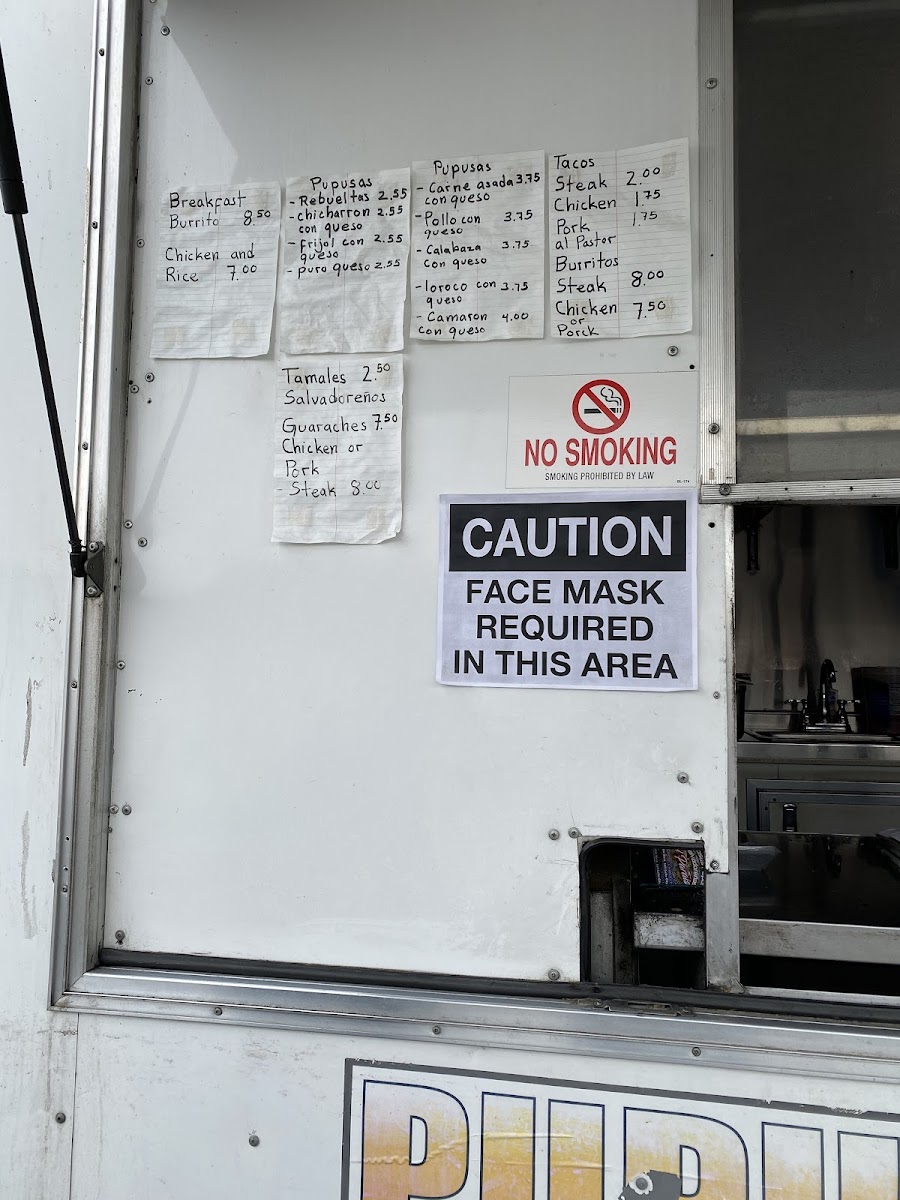 Breakfast
Burrito 8.50
Chicken and
Rice 7.00
Pupusas
- Rebueltas 2.55
- chicharron 2.55
con queso
- frijol con 2.55
queso
- puro queso 2.55
Pupusas
- Carne asada 3.75
con queso
- Pollo con 3.75
queso
- Calabaza 3.75
con queso
- loroco con 3.75
queso
- Camaron 4.00
con queso
Tacos
Steak 2.00
Chicken 1.75
Pork 1.75
al Pastor
Burritos
Steak 8.00
Chicken 7.50
or
Porck
Tamales 2.50
Salvadoreños
Guaraches 7.50
Chicken or
Pork
- Steak 8.00
NO SMOKING
SMOKING PROHIBITED BY LAW
CAUTION
FACE MASK
REQUIRED
IN THIS AREA
PUPU